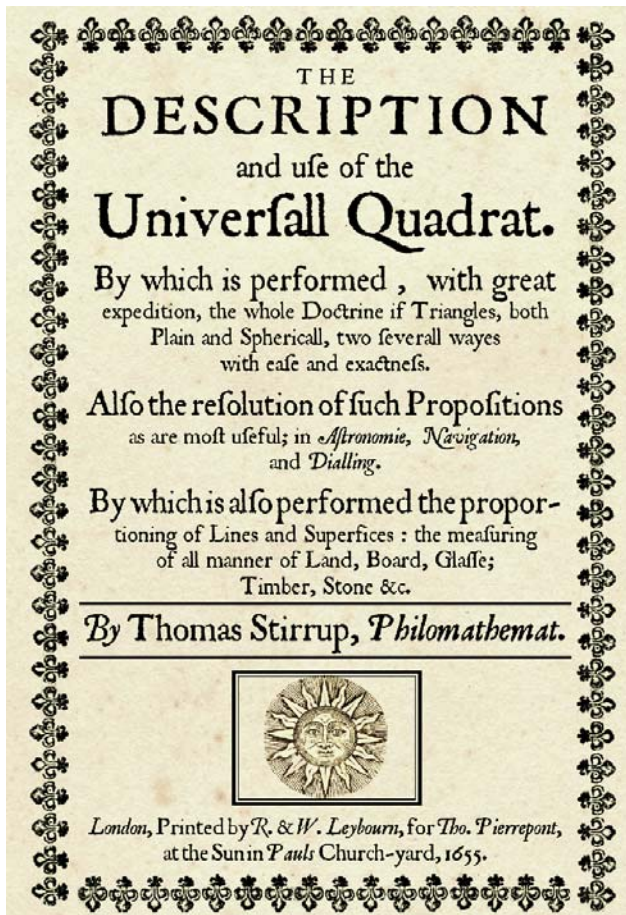 THE
DESCRIPTION
and uſe of the
Univerſall Quadrat.
By which is performed , with great
expedition, the whole Doctrine if Triangles, both
Plain and Sphericall, two ſeverall wayes
with eaſe and exactneſs.
Alſo the reſolution of ſuch Propoſitions
as are moſt uſeful; in Aſtronomie, Navigation,
and Dialling.
By which is alſo performed the propor-
tioning of Lines and Superfices : the meaſuring
of all manner of Land, Board, Glaſſe;
Timber, Stone &c.
By Thomas Stirrup, Philomathemat.
London, Printed by R. & W. Leybourn, for Tho. Pierrepont,
at the Sun in Pauls Church-yard, 1655.